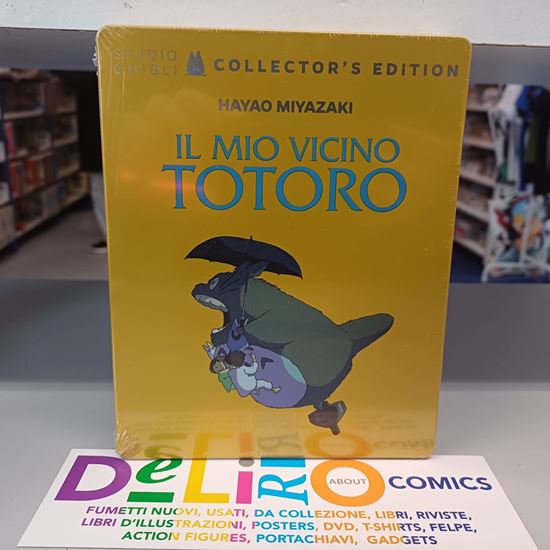 STUDIO
GHIBLI
COLLECTOR'S EDITION
HAYAO MIYAZAKI
IL MIO VICINO
TOTORO
DeLiRiO
ABOUT
COMICS
FUMETTI NUOVI, USATI, DA COLLEZIONE, LIBRI, RIVISTE,
LIBRI D'ILLUSTRAZIONI, POSTERS, DVD, T-SHIRTS, FELPE,
ACTION FIGURES, PORTACHIAVI, GADGETS